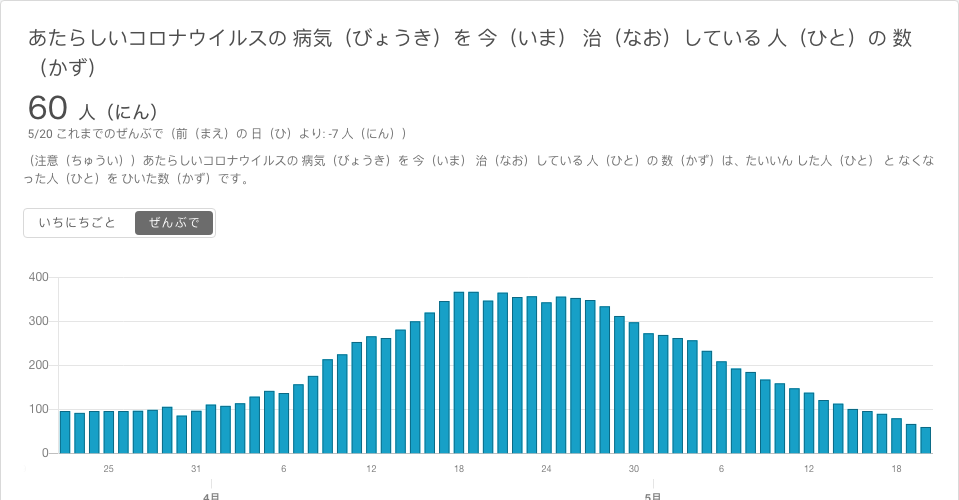 あたらしいコロナウイルスの 病気（びょうき）を 今（いま） 治（なお）している 人（ひと）の 数
（かず）
60 人（にん）
5/20 これまでのぜんぶで（前（まえ）の 日（ひ）より: -7 人（にん））
（注意（ちゅうい））あたらしいコロナウイルスの 病気（びょうき）を 今（いま） 治（なお）している 人（ひと）の 数（かず）は、たいいん した人（ひと） と なくな
った人（ひと）を ひいた数（かず）です。
いちにちごと ぜんぶで
400
300
200
100
0
25 31 6 12 18 24 30 6 12 18
4月 5月